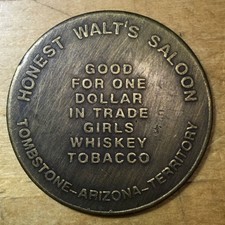 HONEST WALT'S SALOON
GOOD
FOR ONE
DOLLAR
IN TRADE
GIRLS
WHISKEY
TOBACCO
TOMBSTONE-ARIZONA-TERRITORY